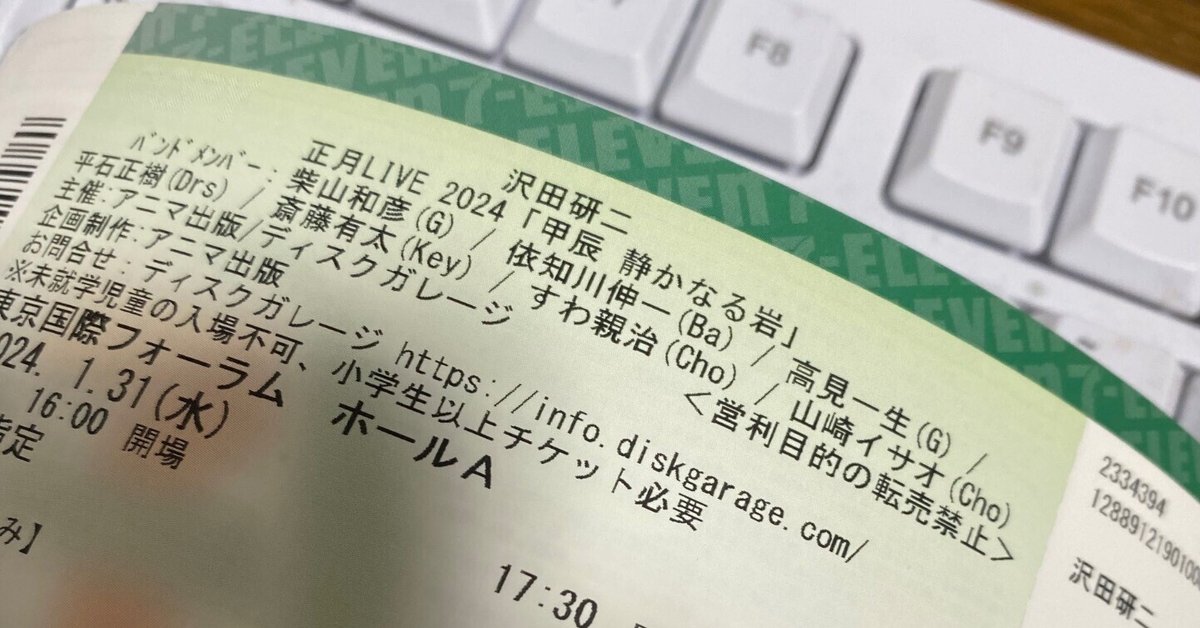 F8
F9
F10
7-ELEVEN
沢田研二
正月LIVE 2024「甲辰 静かなる岩」
バンドメンバー: 柴山和彦(G) / 依知川伸一(Ba) / 高見一生(G) /
平石正樹(Drs) / 斎藤有太(Key) / すわ親治(Cho) / 山崎イサオ(Cho)
主催:アニマ出版/ディスクガレージ <営利目的の転売禁止>
企画制作:アニマ出版
お問合せ:ディスクガレージ https://info.diskgarage.com/
※未就学児童の入場不可、小学生以上チケット必要
東京国際フォーラム ホールA
024. 1.31(水)
16:00 開場 17:30
指定
み】
2334394
沢田研二